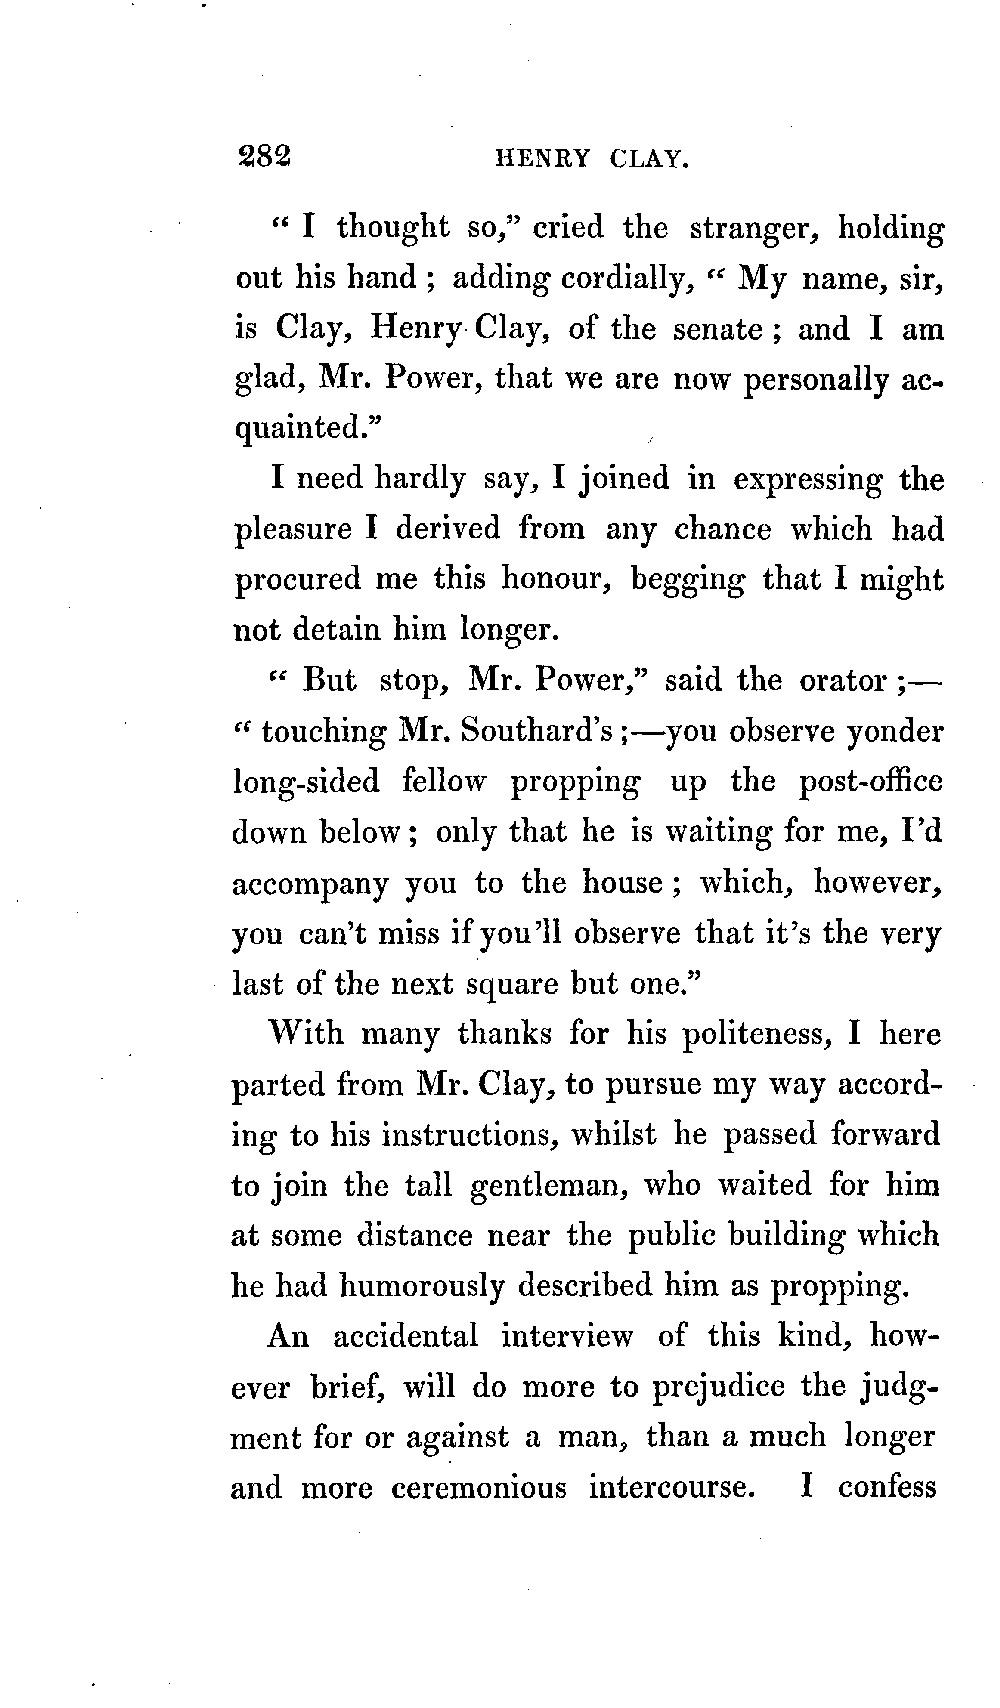 282 HENRY CLAY.
“ I thought so,” cried the stranger, holding
out his hand ; adding cordially, “ My name, sir,
is Clay, Henry Clay, of the senate ; and I am
glad, Mr. Power, that we are now personally ac-
quainted.”
I need hardly say, I joined in expressing the
pleasure I derived from any chance which had
procured me this honour, begging that I might
not detain him longer.
“ But stop, Mr. Power,” said the orator ;—
“ touching Mr. Southard’s ;—you observe yonder
long-sided fellow propping up the post-office
down below ; only that he is waiting for me, I’d
accompany you to the house ; which, however,
you can’t miss if you’ll observe that it’s the very
last of the next square but one.”
With many thanks for his politeness, I here
parted from Mr. Clay, to pursue my way accord-
ing to his instructions, whilst he passed forward
to join the tall gentleman, who waited for him
at some distance near the public building which
he had humorously described him as propping.
An accidental interview of this kind, how-
ever brief, will do more to prejudice the judg-
ment for or against a man, than a much longer
and more ceremonious intercourse. I confess